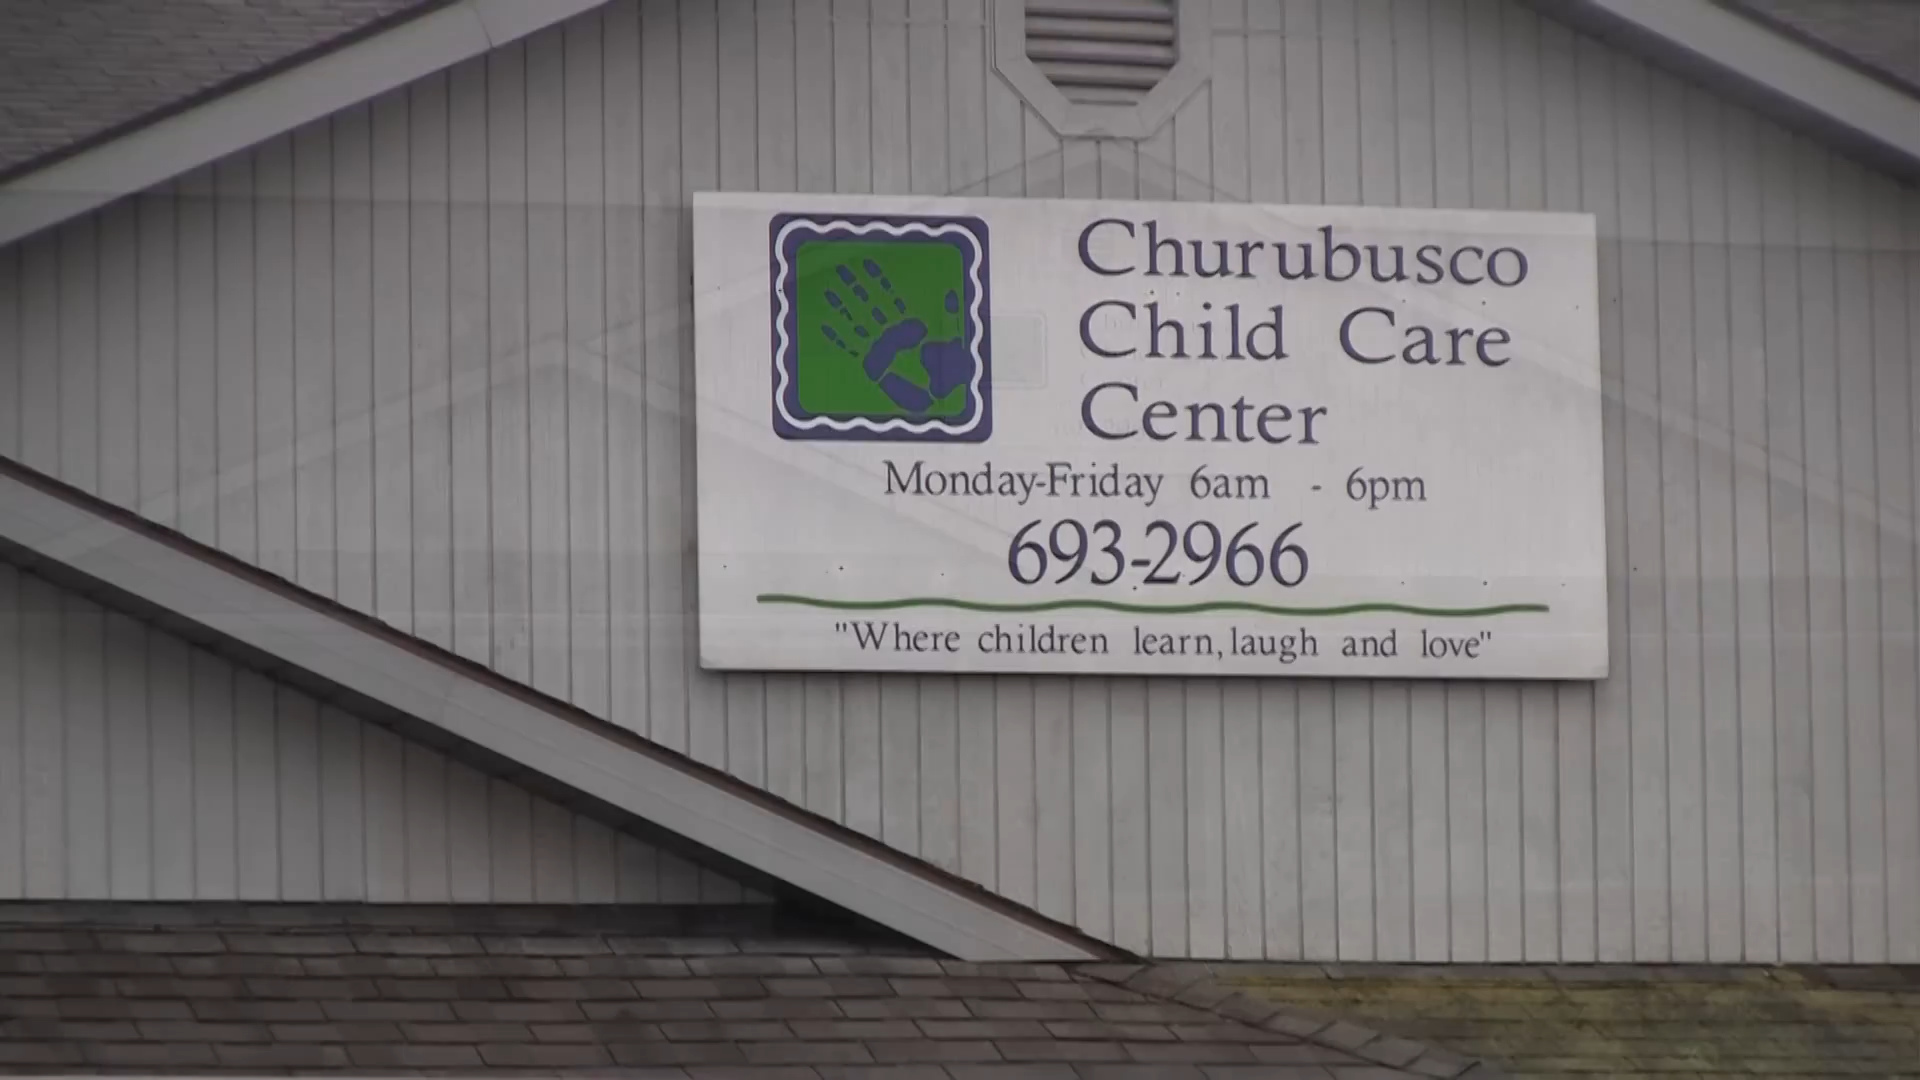 Churubusco
Child Care
Center
Monday-Friday 6am - 6pm
693-2966
"Where children learn, laugh and love"